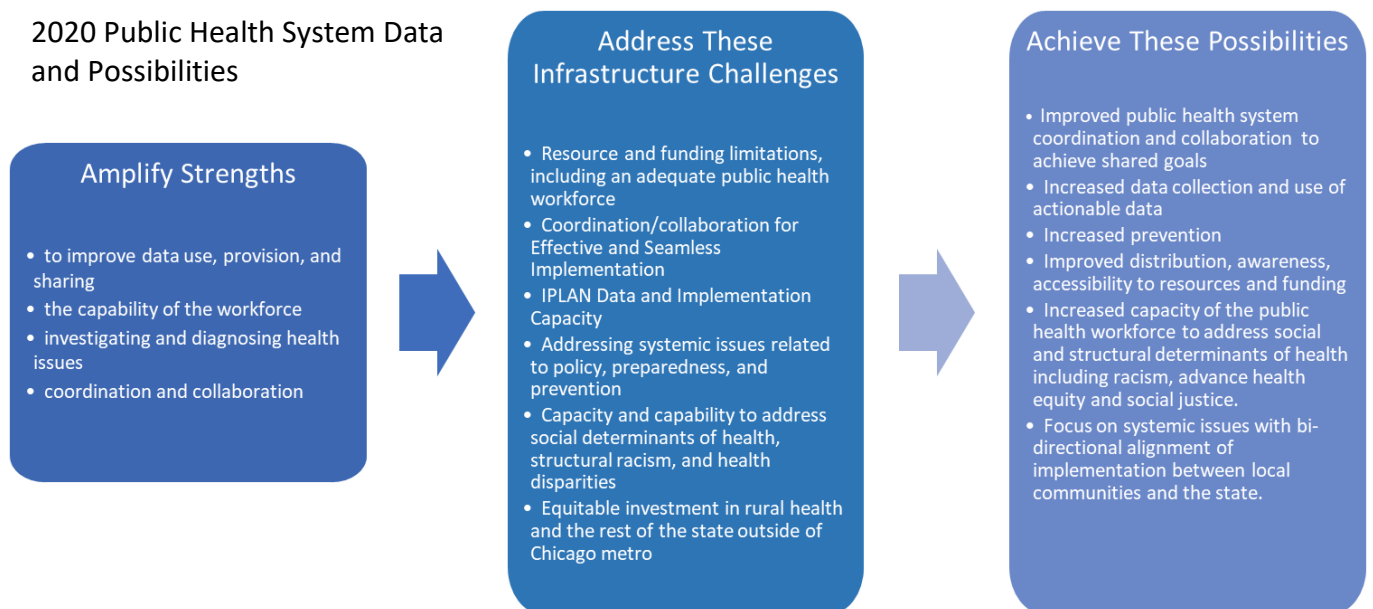 2020 Public Health System Data
and Possibilities
Amplify Strengths
• to improve data use, provision, and
sharing
• the capability of the workforce
• investigating and diagnosing health
issues
• coordination and collaboration
Address These
Infrastructure Challenges
• Resource and funding limitations,
including an adequate public health
workforce
• Coordination/collaboration for
Effective and Seamless
Implementation
• IPLAN Data and Implementation
Capacity
• Addressing systemic issues related
to policy, preparedness, and
prevention
• Capacity and capability to address
social determinants of health,
structural racism, and health
disparities
• Equitable investment in rural health
and the rest of the state outside of
Chicago metro
Achieve These Possibilities
• Improved public health system
coordination and collaboration to
achieve shared goals
• Increased data collection and use of
actionable data
• Increased prevention
• Improved distribution, awareness,
accessibility to resources and funding
• Increased capacity of the public
health workforce to address social
and structural determinants of health
including racism, advance health
equity and social justice.
• Focus on systemic issues with bi-
directional alignment of
implementation between local
communities and the state.